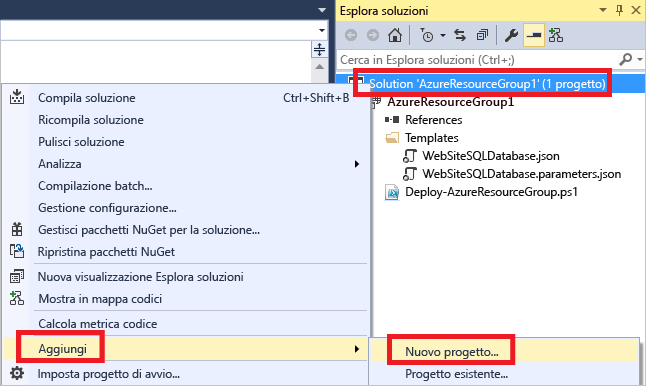 Esplora soluzioni
Cerca in Esplora soluzioni (Ctrl+;)
Solution 'AzureResourceGroup1' (1 progetto)
AzureResourceGroup1
References
Templates
WebSiteSQLDatabase.json
WebSiteSQLDatabase.parameters.json
Deploy-AzureResourceGroup.ps1
Compila soluzione Ctrl+Shift+B
Ricompila soluzione
Pulisci soluzione
Analizza
Compilazione batch...
Gestione configurazione...
Gestisci pacchetti NuGet per la soluzione...
Ripristina pacchetti NuGet
Nuova visualizzazione Esplora soluzioni
Mostra in mappa codici
Calcola metrica codice
Aggiungi
Imposta progetto di avvio...
Nuovo progetto...
Progetto esistente...